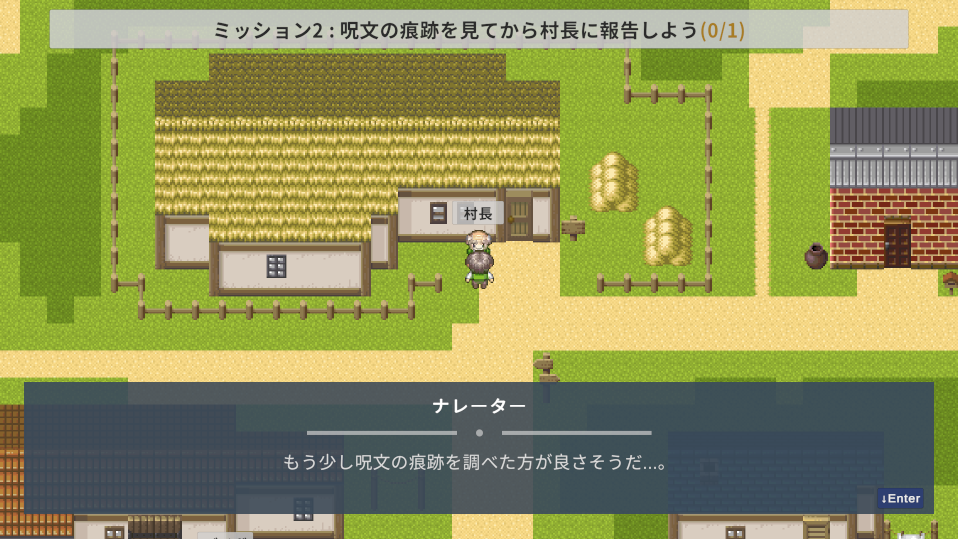 ミッション2 : 呪文の痕跡を見てから村長に報告しよう(0/1)
村長
ナレーター
もう少し呪文の痕跡を調べた方が良さそうだ...。
↓Enter